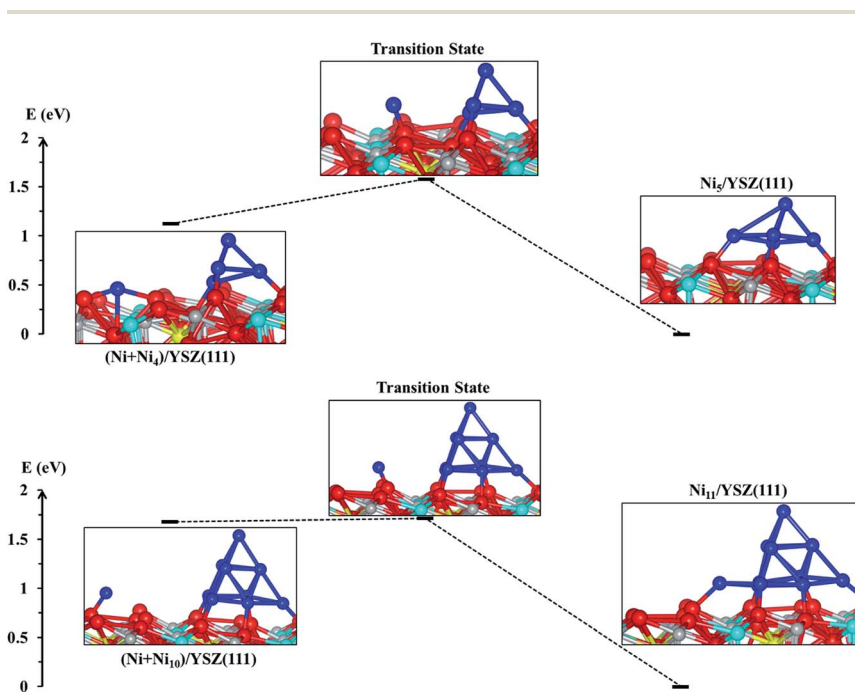 Transition State
E (eV)
2
1.5
1
0.5
0
(Ni+Ni₄)/YSZ(111)
Ni₅/YSZ(111)
Transition State
E (eV)
2
1.5
1
0.5
0
(Ni+Ni₁₀)/YSZ(111)
Ni₁₁/YSZ(111)